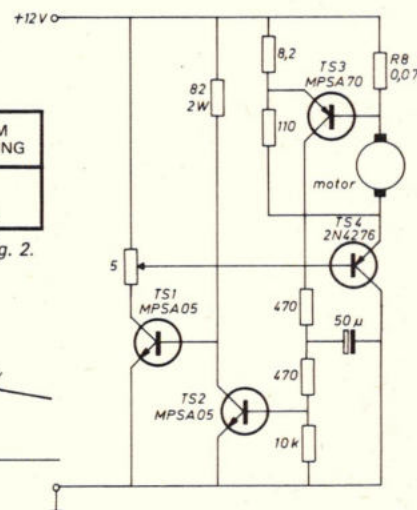 +12V
M
NG
g. 2.
8,2
TS3
MPSA70
R8
0,07
82
2W
110
motor
TS4
2N4276
5
TS1
MPSA05
470
50 µ
TS2
MPSA05
470
10k